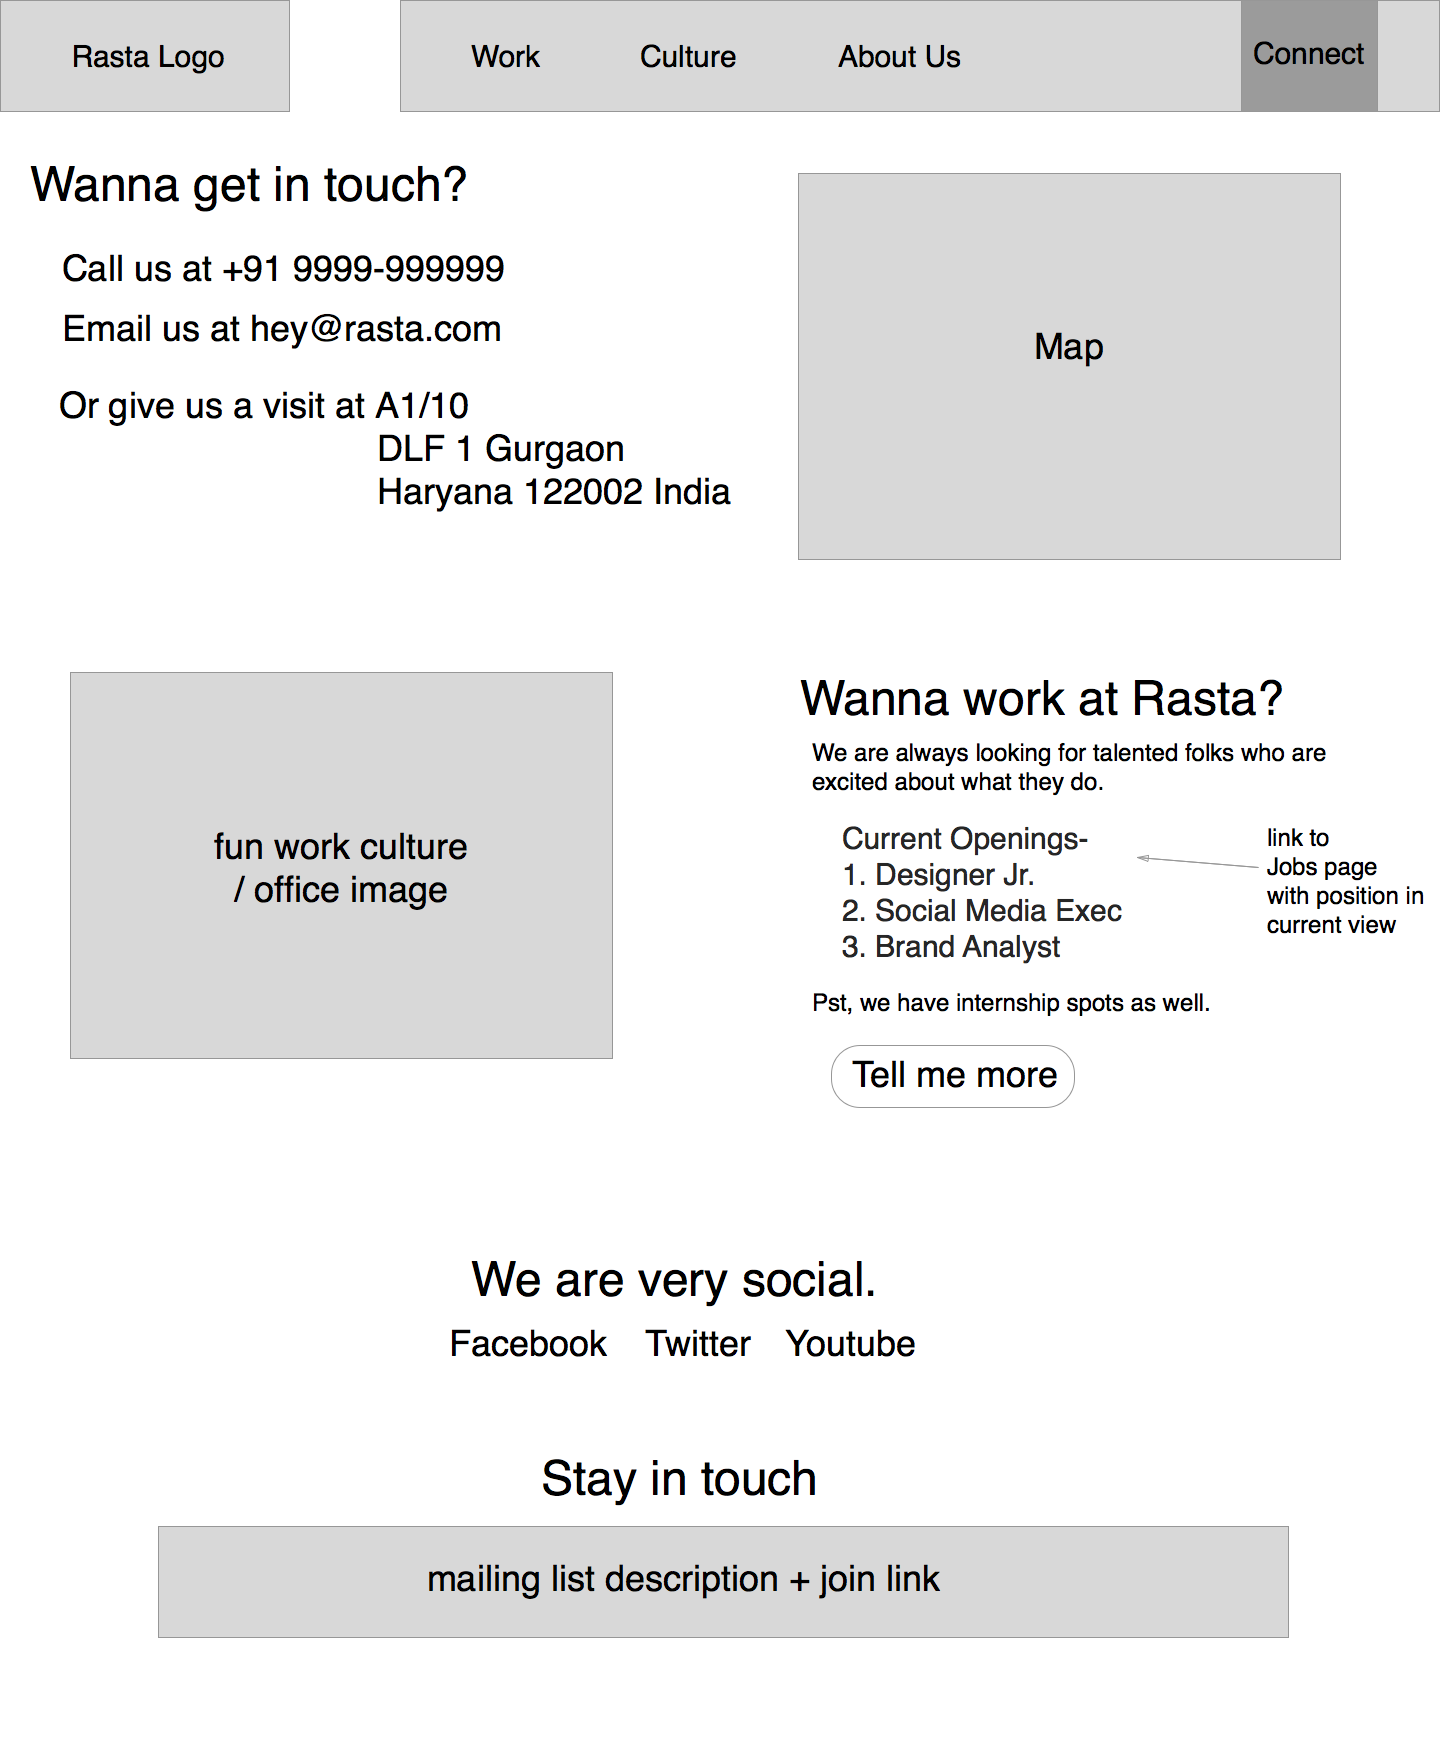 Rasta Logo
Work Culture About Us Connect
Wanna get in touch?
Call us at +91 9999-999999
Email us at hey@rasta.com
Or give us a visit at A1/10
DLF 1 Gurgaon
Haryana 122002 India
Map
fun work culture
/ office image
Wanna work at Rasta?
We are always looking for talented folks who are
excited about what they do.
Current Openings-
1. Designer Jr.
2. Social Media Exec
3. Brand Analyst
link to
Jobs page
with position in
current view
Pst, we have internship spots as well.
Tell me more
We are very social.
Facebook Twitter Youtube
Stay in touch
mailing list description + join link